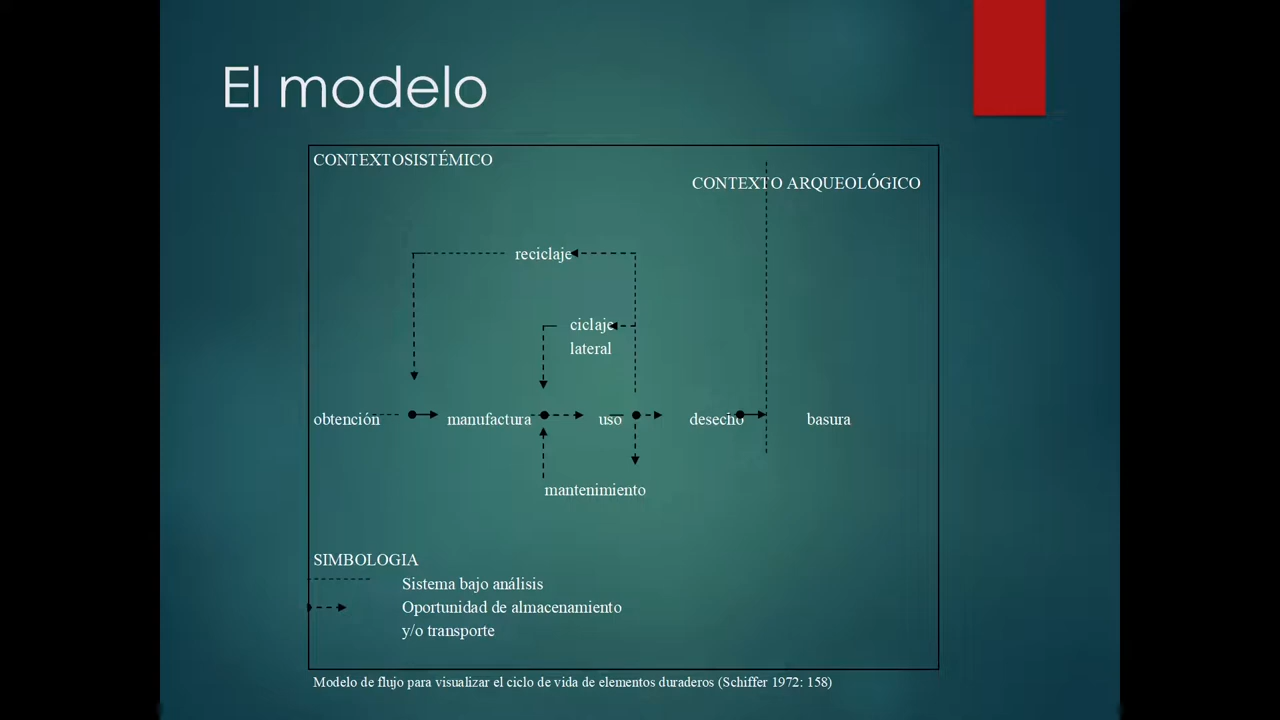 El modelo
CONTEXTOSISTÉMICO
CONTEXTO ARQUEOLÓGICO
reciclaje
ciclaje
lateral
obtención manufactura uso desecho basura
mantenimiento
SIMBOLOGIA
Sistema bajo análisis
Oportunidad de almacenamiento
y/o transporte
Modelo de flujo para visualizar el ciclo de vida de elementos duraderos (Schiffer 1972: 158)